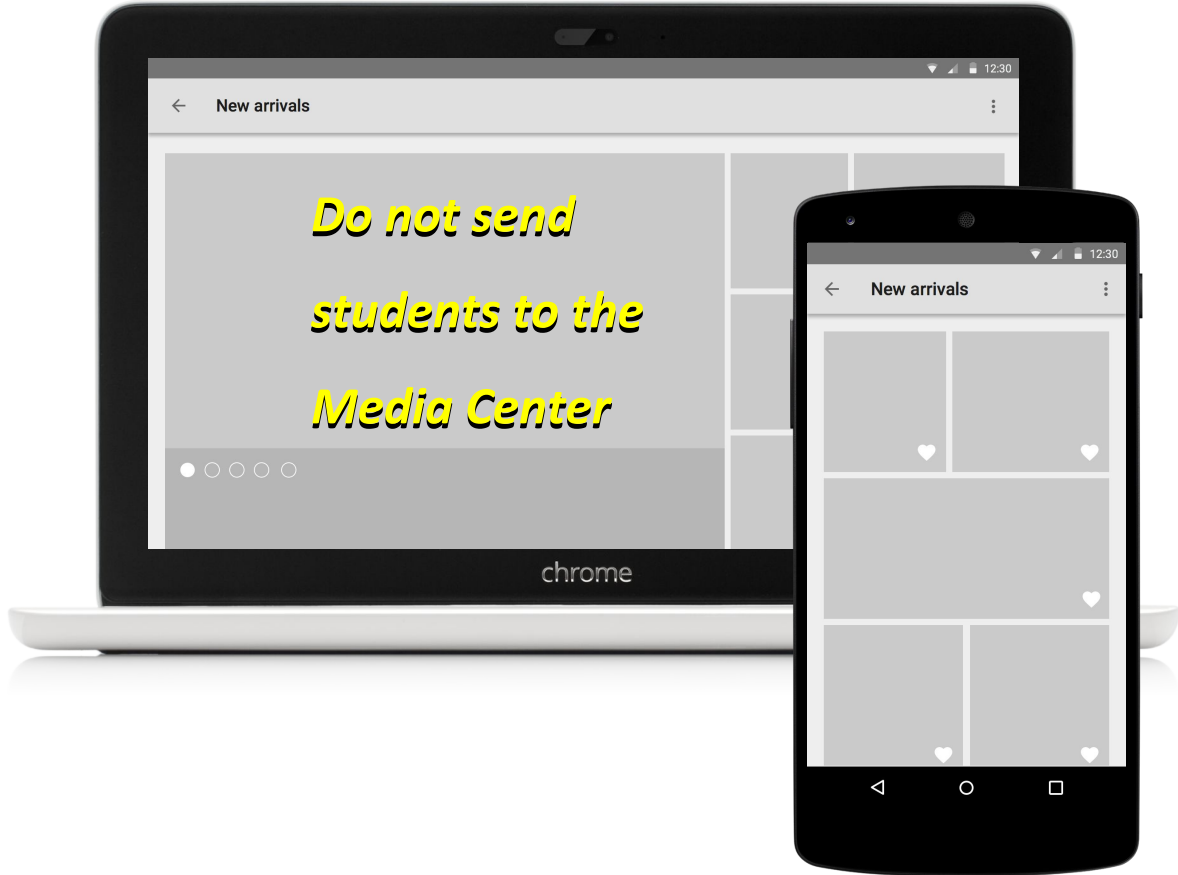 12:30
New arrivals
Do not send
students to the
Media Center
chrome
12:30
New arrivals